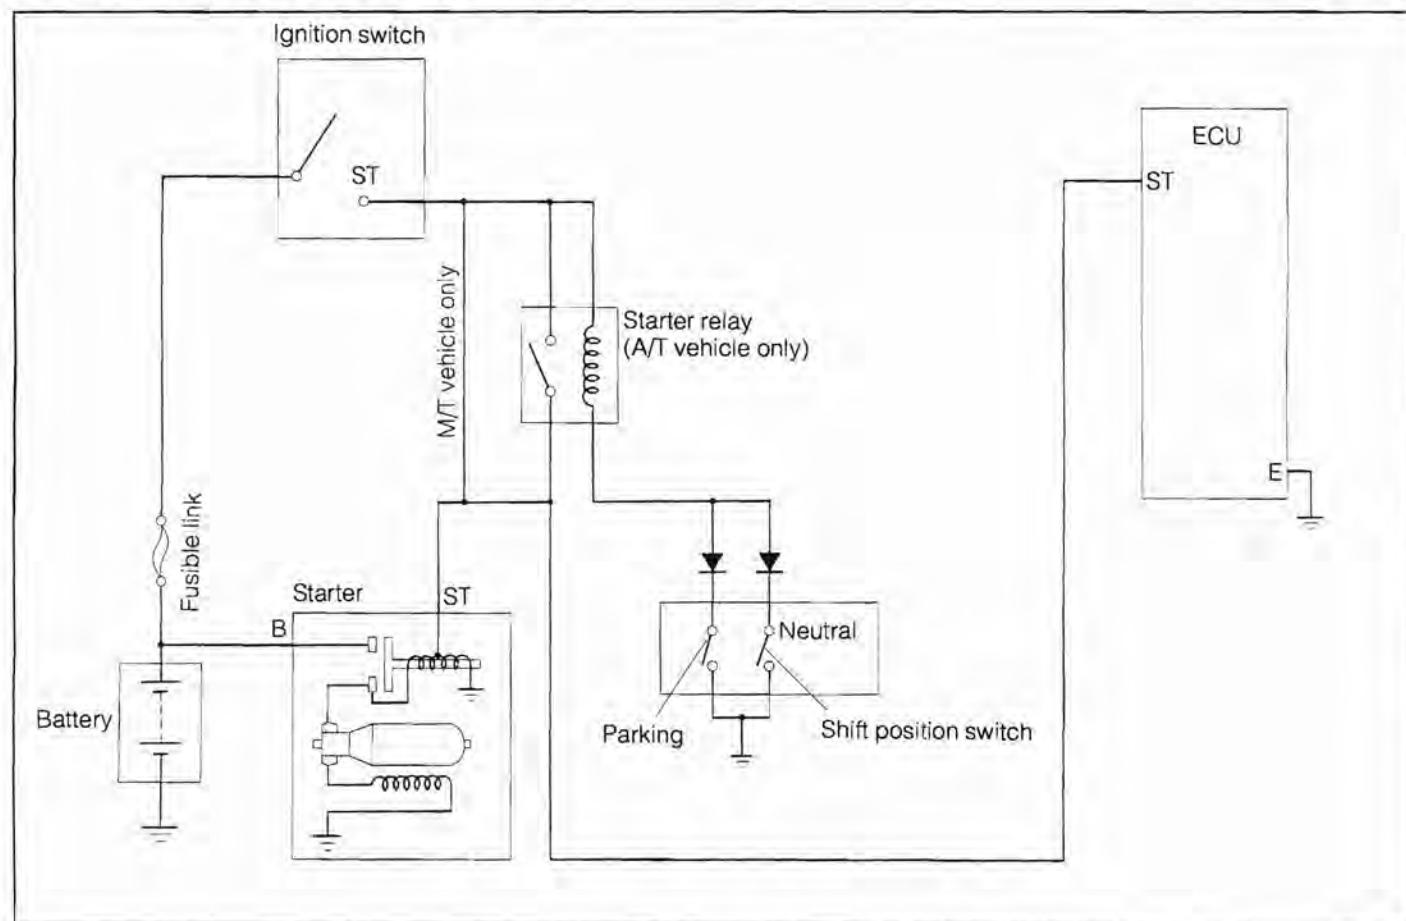 Ignition switch
ST
ECU
ST
M/T vehicle only
Starter relay
(A/T vehicle only)
E
Fusible link
Starter
ST
B
Neutral
Battery
Parking
Shift position switch